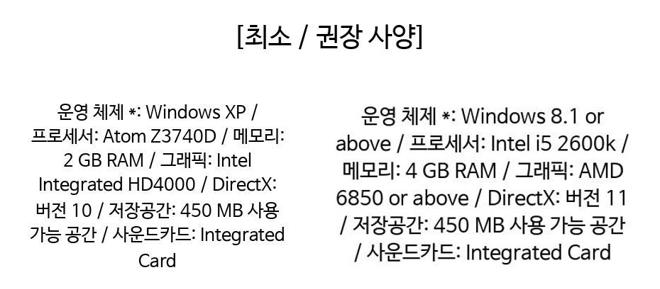 [최소 / 권장 사양]
운영 체제 *: Windows XP /
프로세서: Atom Z3740D / 메모리:
2 GB RAM / 그래픽: Intel
Integrated HD4000 / DirectX:
버전 10 / 저장공간: 450 MB 사용
가능 공간 / 사운드카드: Integrated
Card
운영 체제 *: Windows 8.1 or
above / 프로세서: Intel i5 2600k /
메모리: 4 GB RAM / 그래픽: AMD
6850 or above / DirectX: 버전 11
/ 저장공간: 450 MB 사용 가능 공간
/ 사운드카드: Integrated Card